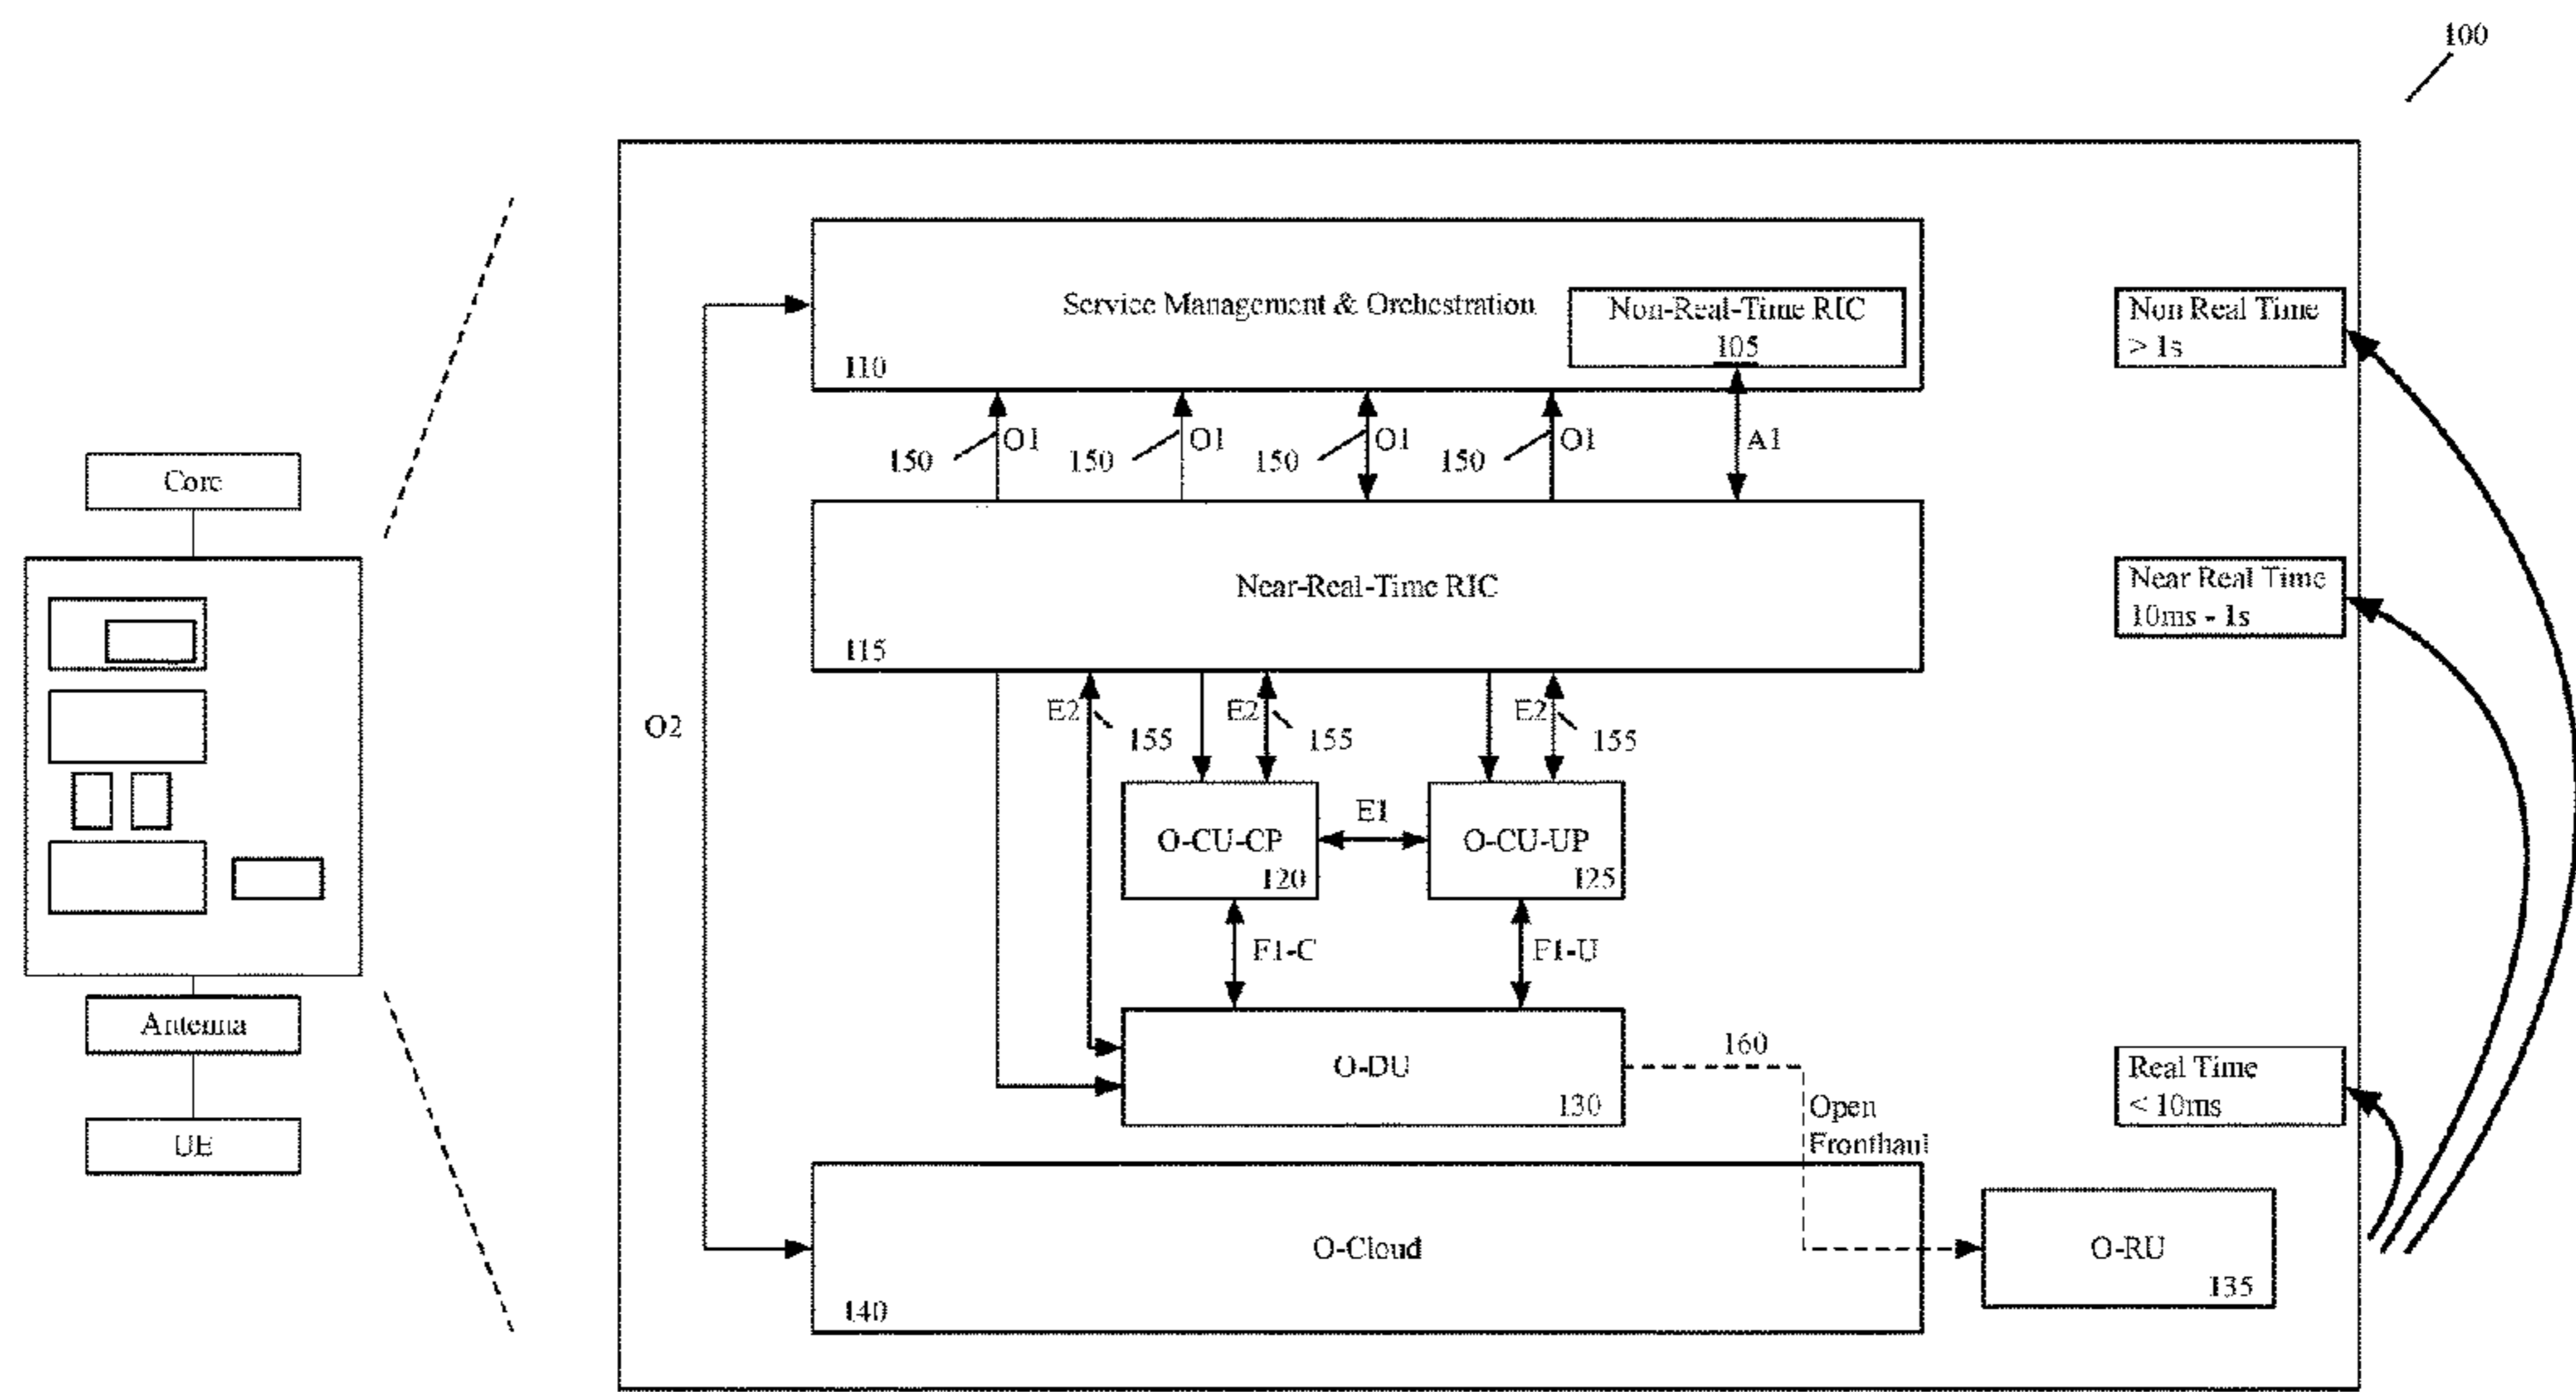 100
Core
Antenna
UE
Service Management & Orchestration
110
Non-Real-Time RIC
105
Non Real Time
> 1s
150
O1
150
O1
150
O1
150
O1
A1
Near-Real-Time RIC
115
Near Real Time
10ms - 1s
O2
E2
155
E2
155
E2
155
O-CU-CP
120
E1
O-CU-UP
125
F1-C
F1-U
O-DU
130
160
Open
Fronthaul
Real Time
< 10ms
O-Cloud
140
O-RU
135